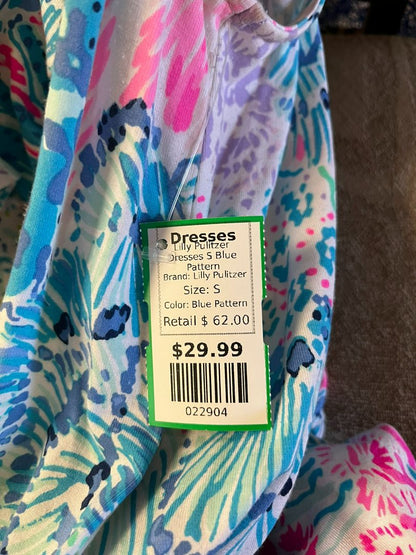 Dresses
Lilly Pulitzer
Dresses S Blue
Pattern
Brand: Lilly Pulitzer
Size: S
Color: Blue Pattern
Retail $ 62.00
$29.99
022904